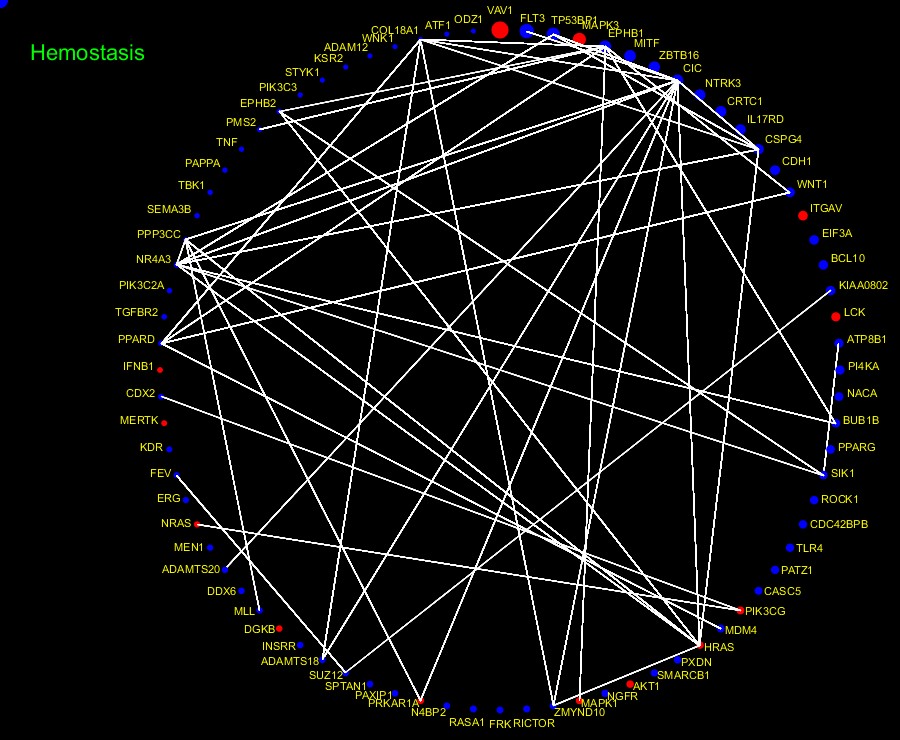 Hemostasis
VAV1
FLT3
TP53BP1
MAPK3
EPHB1
MITF
ZBTB16
CIC
NTRK3
CRTC1
IL17RD
CSPG4
CDH1
WNT1
ITGAV
EIF3A
BCL10
KIAA0802
LCK
ATP8B1
PI4KA
NACA
BUB1B
PPARG
SIK1
ROCK1
CDC42BPB
TLR4
PATZ1
CASC5
PIK3CG
MDM4
HRAS
PXDN
SMARCB1
AKT1
NGFR
MAPK1
ZMYND10
RICTOR
FRK
RASA1
N4BP2
PRKAR1A
PAXIP1
SPTAN1
SUZ12
ADAMTS18
INSRR
DGKB
MLL
DDX6
ADAMTS20
MEN1
NRAS
ERG
FEV
KDR
MERTK
CDX2
IFNB1
PPARD
TGFBR2
PIK3C2A
NR4A3
PPP3CC
SEMA3B
TBK1
PAPPA
TNF
PMS2
EPHB2
PIK3C3
STYK1
KSR2
ADAM12
WNK1
COL18A1
ATF1
ODZ1